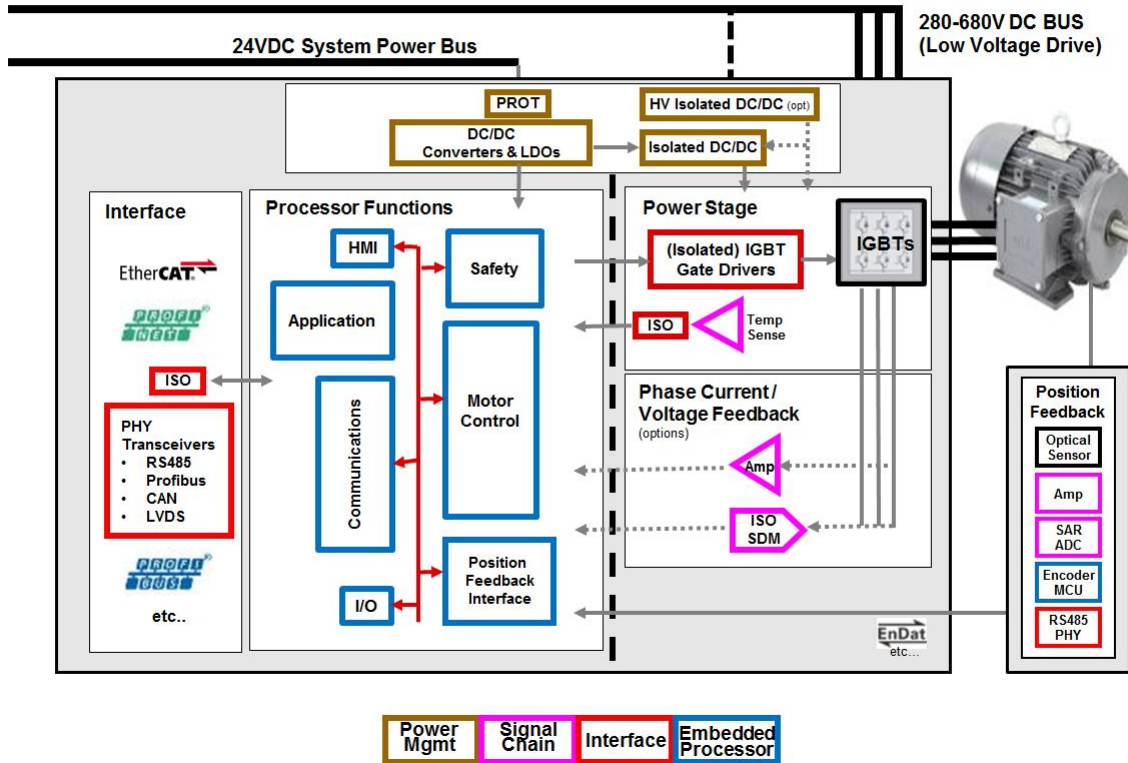 280-680V DC BUS
(Low Voltage Drive)
24VDC System Power Bus
PROT
HV Isolated DC/DC (opt)
DC/DC
Converters & LDOs
Isolated DC/DC
Interface
EtherCAT
PROFI
NET
ISO
PHY
Transceivers
• RS485
• Profibus
• CAN
• LVDS
PROFI
BUS
etc..
Processor Functions
HMI
Safety
Application
Motor
Control
Communications
Position
Feedback
Interface
I/O
Power Stage
(Isolated) IGBT
Gate Drivers
IGBTs
ISO
Temp
Sense
Phase Current /
Voltage Feedback
(options)
Amp
ISO
SDM
EnDat
etc...
Position
Feedback
Optical
Sensor
Amp
SAR
ADC
Encoder
MCU
RS485
PHY
Power
Mgmt
Signal
Chain
Interface
Embedded
Processor